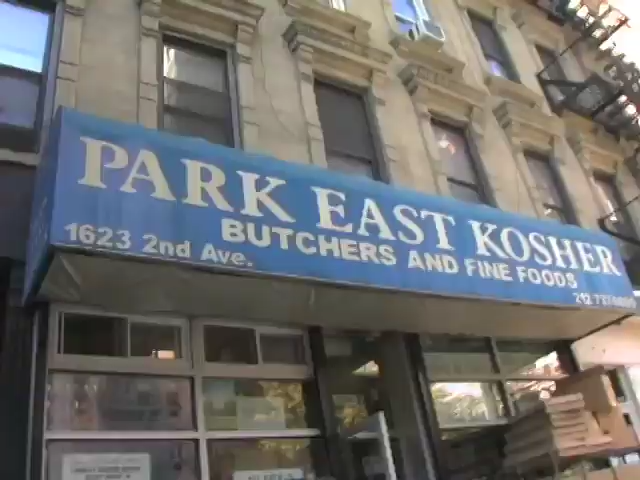 PARK EAST KOSHER
BUTCHERS AND FINE FOODS
1623 2nd Ave.